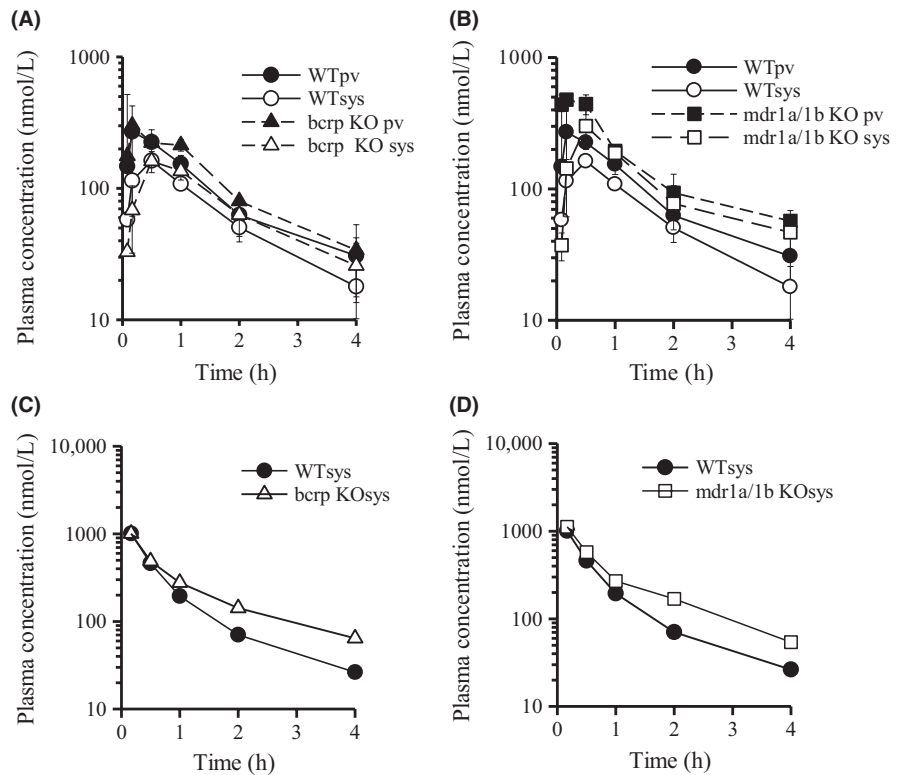 (A)
Plasma concentration (nmol/L)
1000
100
10
WTpv
WTsys
bcrp KO pv
bcrp KO sys
0 1 2 3 4
Time (h)
(B)
Plasma concentration (nmol/L)
1000
100
10
WTpv
WTsys
mdr1a/1b KO pv
mdr1a/1b KO sys
0 1 2 3 4
Time (h)
(C)
Plasma concentration (nmol/L)
10,000
1000
100
10
WTsys
bcrp KOsys
0 1 2 3 4
Time (h)
(D)
Plasma concentration (nmol/L)
10,000
1000
100
10
WTsys
mdr1a/1b KOsys
0 1 2 3 4
Time (h)